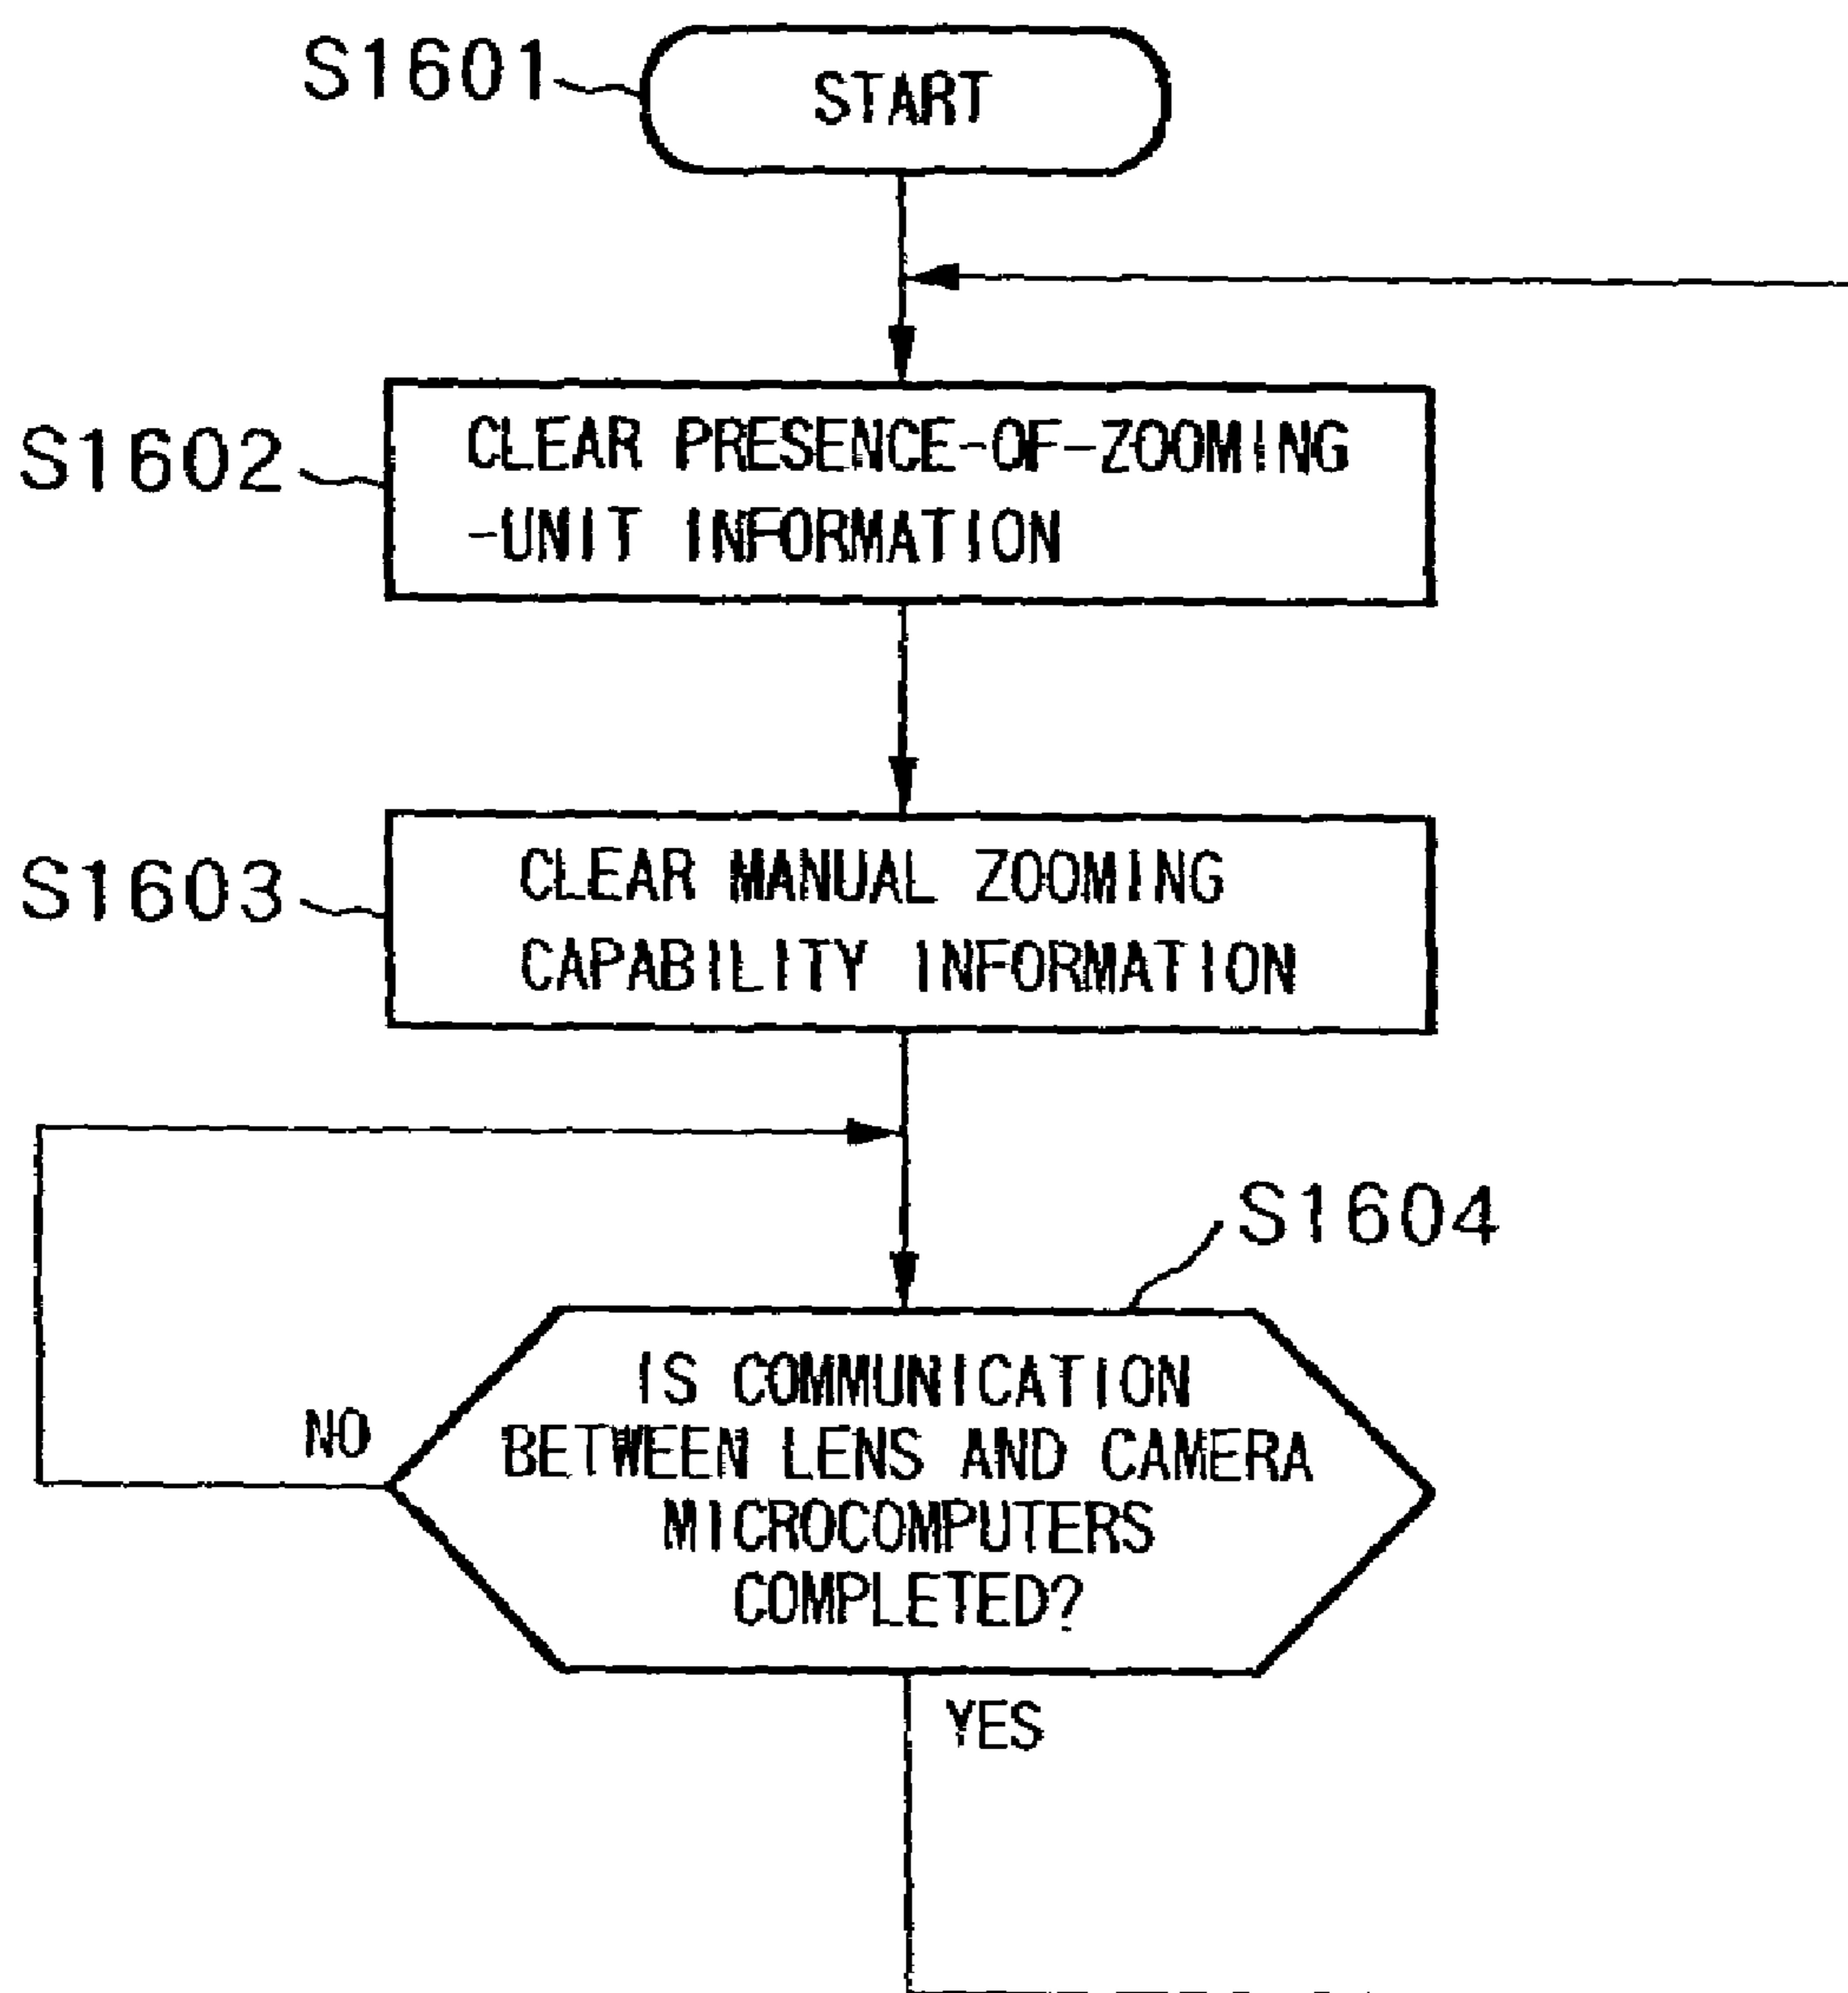 S1601
START
S1602
CLEAR PRESENCE-OF-ZOOMING
-UNIT INFORMATION
S1603
CLEAR MANUAL ZOOMING
CAPABILITY INFORMATION
S1604
IS COMMUNICATION
BETWEEN LENS AND CAMERA
MICROCOMPUTERS
COMPLETED?
NO
YES